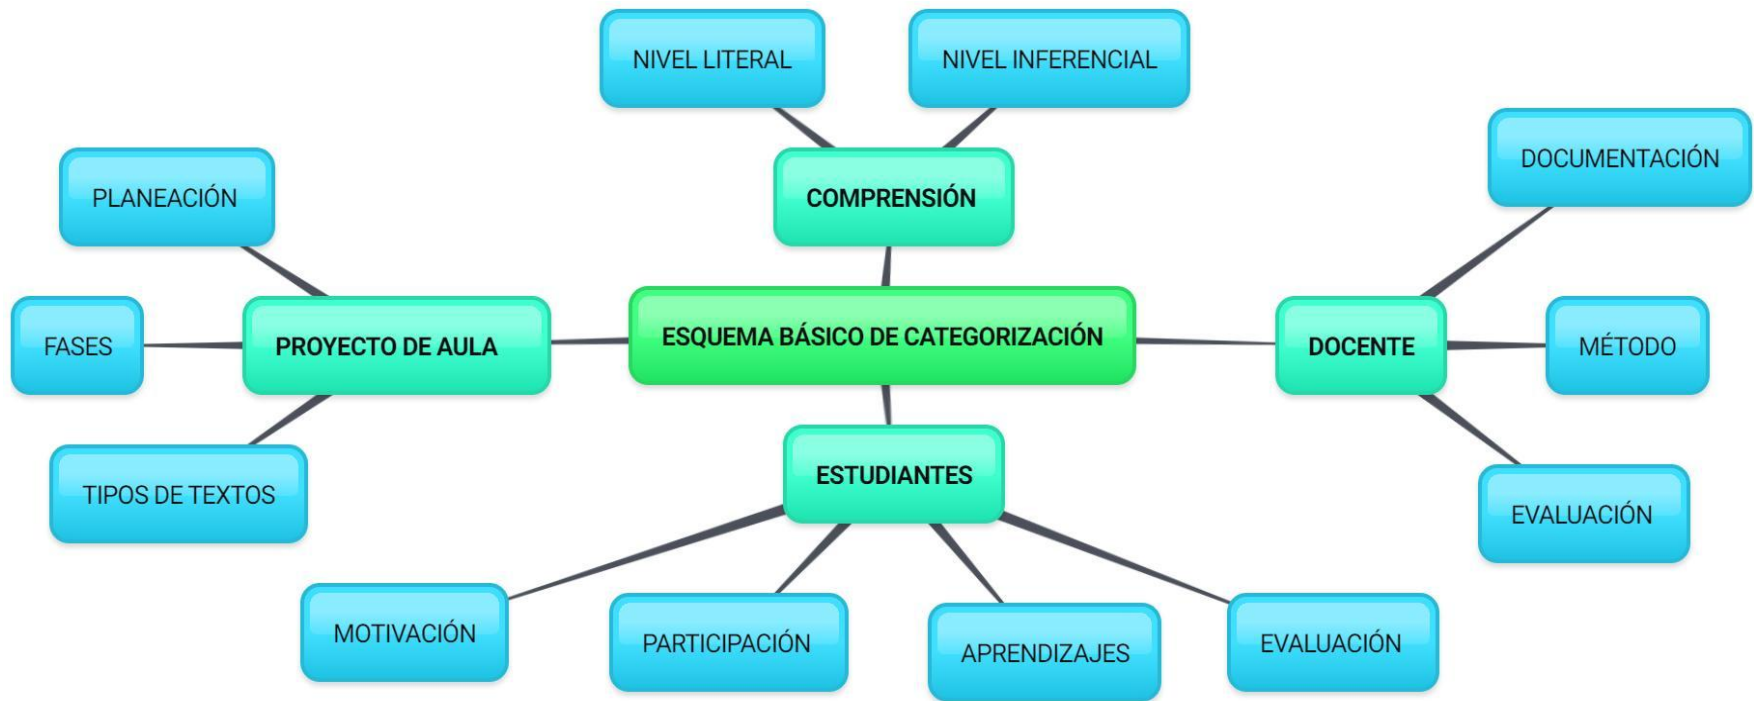 NIVEL LITERAL
NIVEL INFERENCIAL
COMPRENSIÓN
DOCUMENTACIÓN
PLANEACIÓN
FASES
PROYECTO DE AULA
ESQUEMA BÁSICO DE CATEGORIZACIÓN
DOCENTE
MÉTODO
TIPOS DE TEXTOS
ESTUDIANTES
EVALUACIÓN
MOTIVACIÓN
PARTICIPACIÓN
APRENDIZAJES
EVALUACIÓN